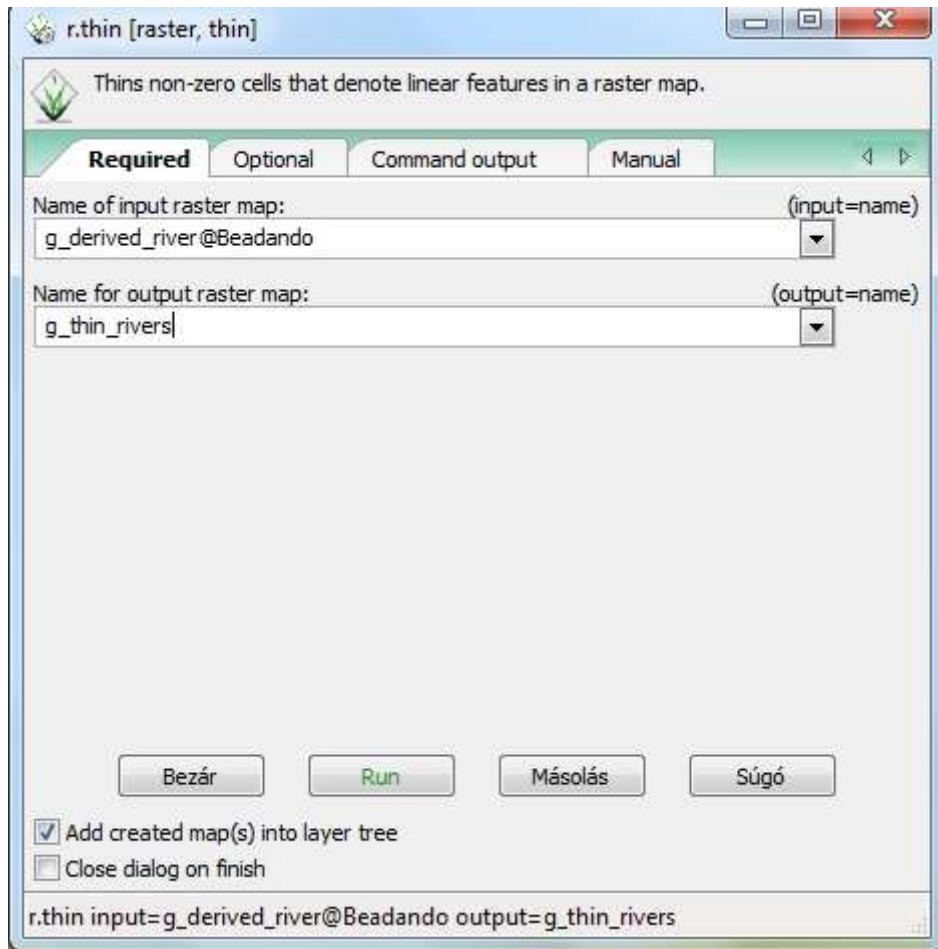 r.thin [raster, thin]
Thins non-zero cells that denote linear features in a raster map.
Required Optional Command output Manual
Name of input raster map: (input=name)
g_derived_river@Beadando
Name for output raster map: (output=name)
g_thin_rivers
Bezár Run Másolás Súgó
Add created map(s) into layer tree
Close dialog on finish
r.thin input=g_derived_river@Beadando output=g_thin_rivers